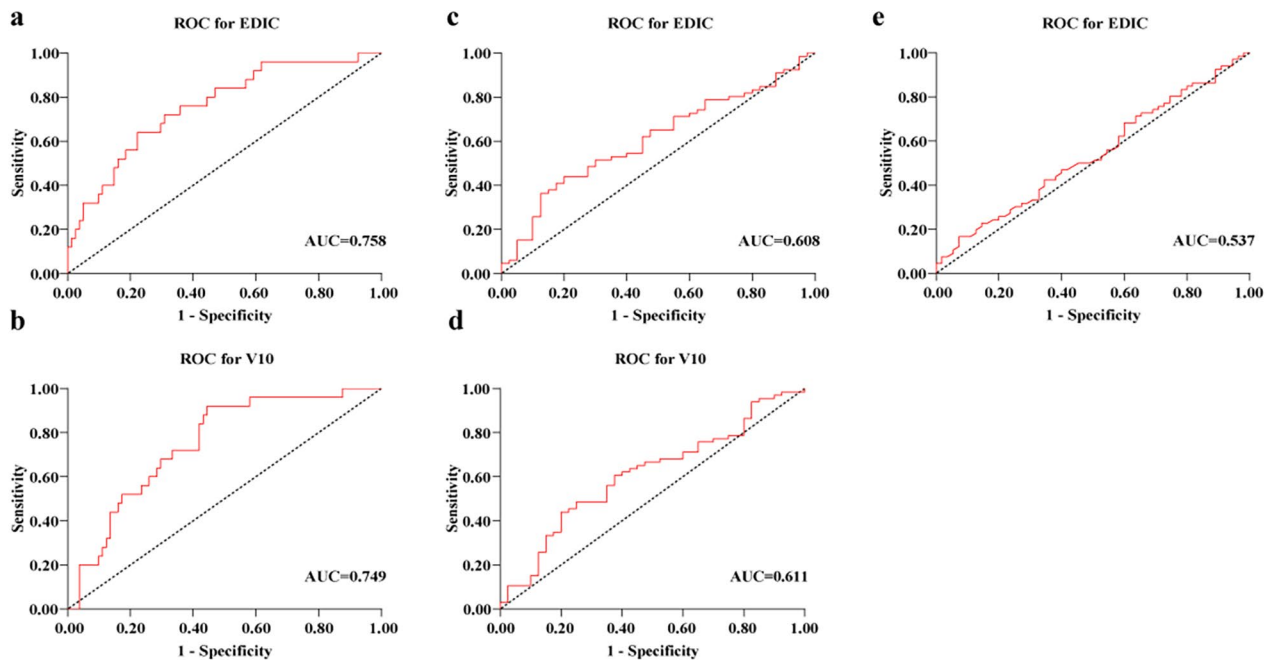 a
ROC for EDIC
1.00
0.80
0.60
0.40
0.20
0.00
Sensitivity
AUC=0.758
0.00 0.20 0.40 0.60 0.80 1.00
1 - Specificity
b
ROC for V10
1.00
0.80
0.60
0.40
0.20
0.00
Sensitivity
AUC=0.749
0.00 0.20 0.40 0.60 0.80 1.00
1 - Specificity
c
ROC for EDIC
1.00
0.80
0.60
0.40
0.20
0.00
Sensitivity
AUC=0.608
0.00 0.20 0.40 0.60 0.80 1.00
1 - Specificity
d
ROC for V10
1.00
0.80
0.60
0.40
0.20
0.00
Sensitivity
AUC=0.611
0.00 0.20 0.40 0.60 0.80 1.00
1 - Specificity
e
ROC for EDIC
1.00
0.80
0.60
0.40
0.20
0.00
Sensitivity
AUC=0.537
0.00 0.20 0.40 0.60 0.80 1.00
1 - Specificity